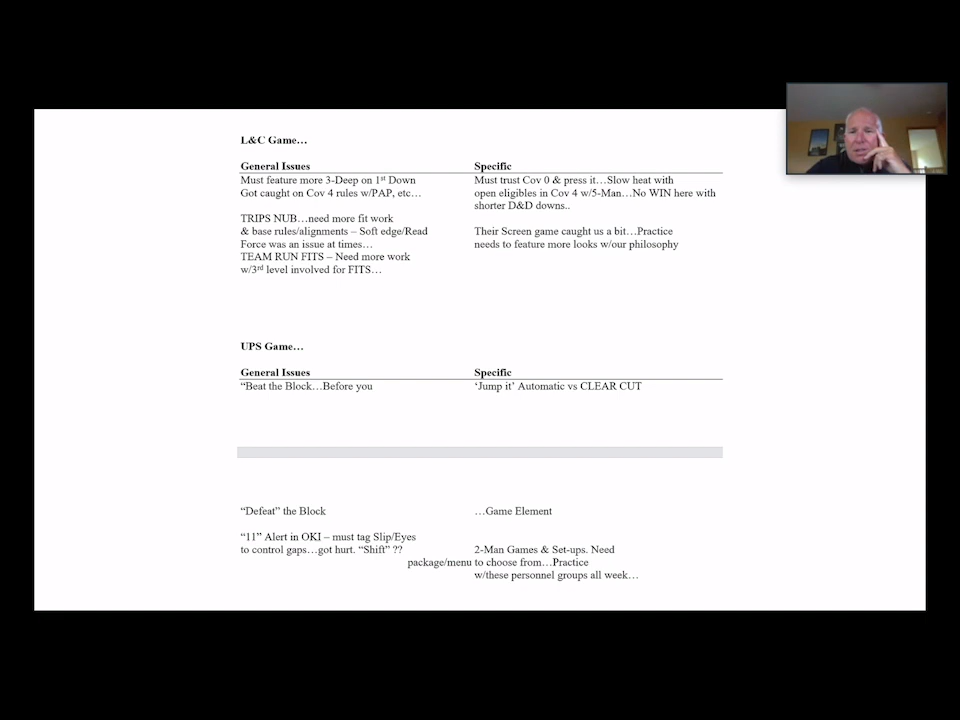 L&C Game…
General Issues
Specific
Must feature more 3-Deep on 1st Down
Got caught on Cov 4 rules w/PAP, etc…
TRIPS NUB…need more fit work
& base rules/alignments – Soft edge/Read
Force was an issue at times…
TEAM RUN FITS – Need more work
w/3rd level involved for FITS…
Must trust Cov 0 & press it…Slow heat with
open eligibles in Cov 4 w/5-Man…No WIN here with
shorter D&D downs..
Their Screen game caught us a bit…Practice
needs to feature more looks w/our philosophy
UPS Game…
General Issues
Specific
“Beat the Block…Before you
‘Jump it’ Automatic vs CLEAR CUT
“Defeat” the Block
…Game Element
“11” Alert in OKI – must tag Slip/Eyes
to control gaps…got hurt. “Shift” ??
2-Man Games & Set-ups. Need
package/menu to choose from…Practice
w/these personnel groups all week…